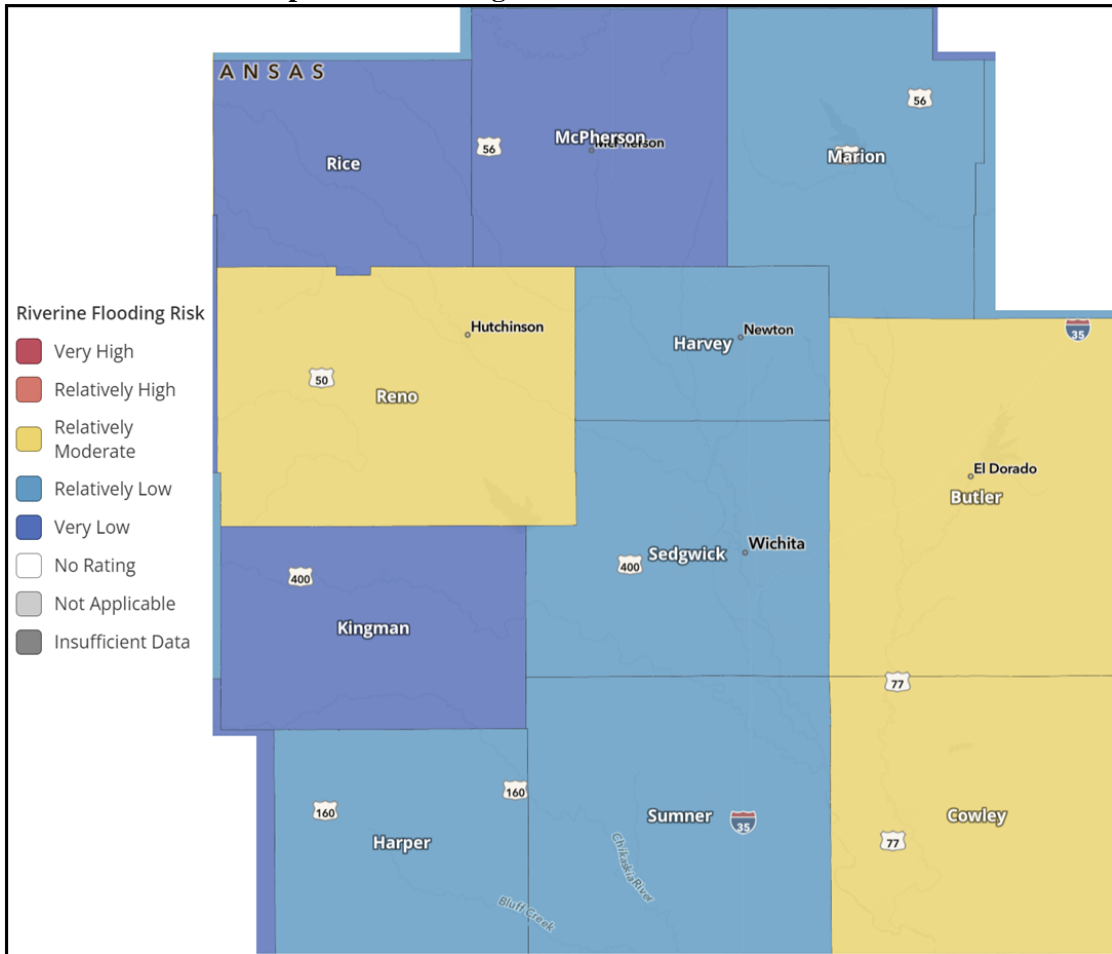 A N S A S
56
McPherson
McPherson
56
Rice
Marion
Riverine Flooding Risk
Very High
Relatively High
Relatively
Moderate
Relatively Low
Very Low
No Rating
Not Applicable
Insufficient Data
Hutchinson
50
Reno
Newton
Harvey
35
El Dorado
Butler
Wichita
Sedgwick
400
400
Kingman
77
160
160
Harper
Sumner
35
Cowley
77
Chikaskia River
Bluff Creek